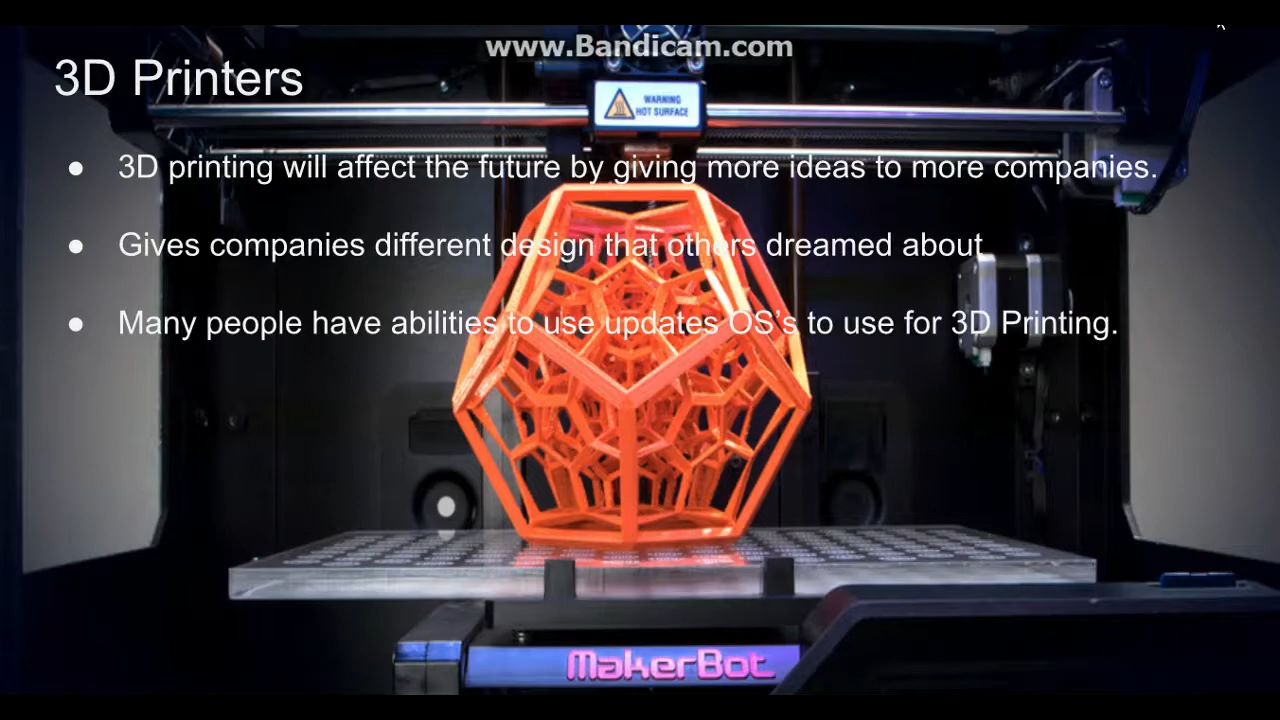 www.Bandicam.com
3D Printers
WARNING
HOT SURFACE
● 3D printing will affect the future by giving more ideas to more companies.
● Gives companies different design that others dreamed about
● Many people have abilities to use updates OS's to use for 3D Printing.
MakerBot